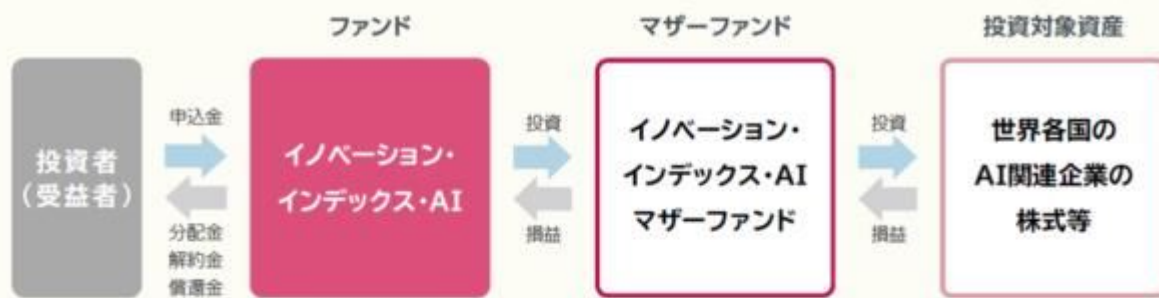 ファンド
マザーファンド
投資対象資産
投資者
（受益者）
申込金
分配金
解約金
償還金
イノベーション・
インデックス・AI
投資
損益
イノベーション・
インデックス・AI
マザーファンド
投資
損益
世界各国の
AI関連企業の
株式等